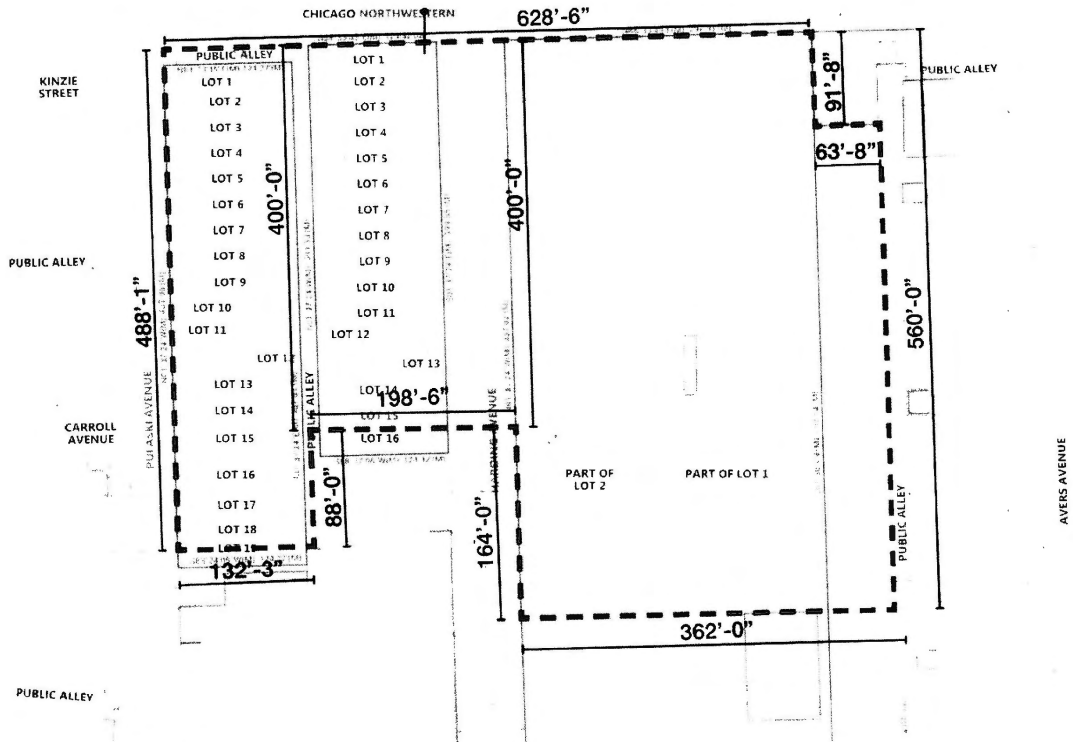 CHICAGO NORTHWESTERN
628'-6"
PUBLIC ALLEY
KINZIE
STREET
LOT 1
LOT 2
LOT 3
LOT 4
LOT 5
LOT 6
LOT 7
LOT 8
LOT 9
LOT 10
LOT 11
LOT 13
LOT 14
LOT 15
LOT 16
LOT 17
LOT 18
400'-0"
LOT 1
LOT 2
LOT 3
LOT 4
LOT 5
LOT 6
LOT 7
LOT 8
LOT 9
LOT 10
LOT 11
LOT 12
LOT 13
LOT 14
LOT 15
LOT 16
400'-0"
91'-8"
PUBLIC ALLEY
63'-8"
PUBLIC ALLEY
488'-1"
560'-0"
PULASKI AVENUE
PUBLIC ALLEY
198'-6"
CARROLL
AVENUE
88'-0"
164'-0"
PART OF
LOT 2
PART OF LOT 1
PUBLIC ALLEY
AVERS AVENUE
132'-3"
362'-0"
PUBLIC ALLEY